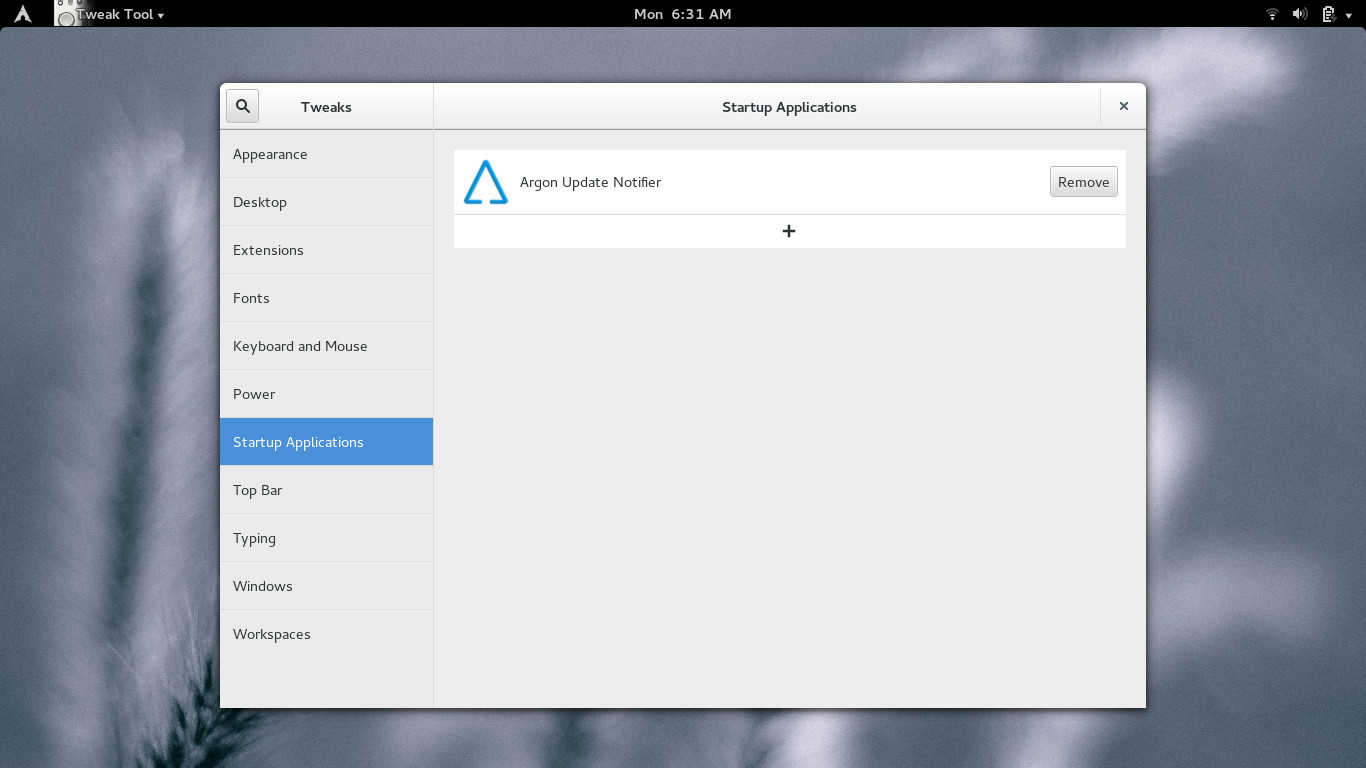 Tweak Tool
Mon 6:31 AM
Tweaks
Startup Applications
Appearance
Desktop
Extensions
Fonts
Keyboard and Mouse
Power
Startup Applications
Top Bar
Typing
Windows
Workspaces
Argon Update Notifier
Remove